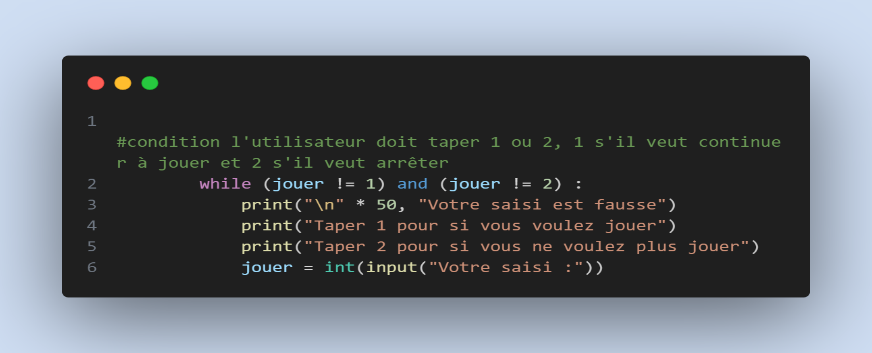 1
#condition l'utilisateur doit taper 1 ou 2, 1 s'il veut continue
r à jouer et 2 s'il veut arrêter
2 while (jouer != 1) and (jouer != 2) :
3 print("\n" * 50, "Votre saisi est fausse")
4 print("Taper 1 pour si vous voulez jouer")
5 print("Taper 2 pour si vous ne voulez plus jouer")
6 jouer = int(input("Votre saisi :"))